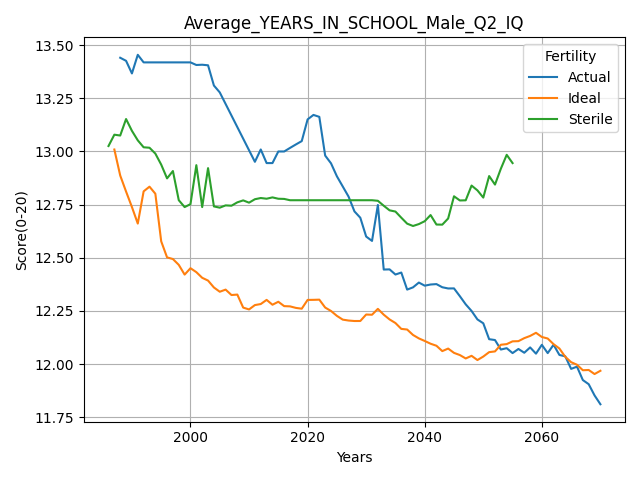 Average_YEARS_IN_SCHOOL_Male_Q2_IQ
Fertility
Actual
Ideal
Sterile
Score(0-20)
13.50
13.25
13.00
12.75
12.50
12.25
12.00
11.75
2000 2020 2040 2060
Years